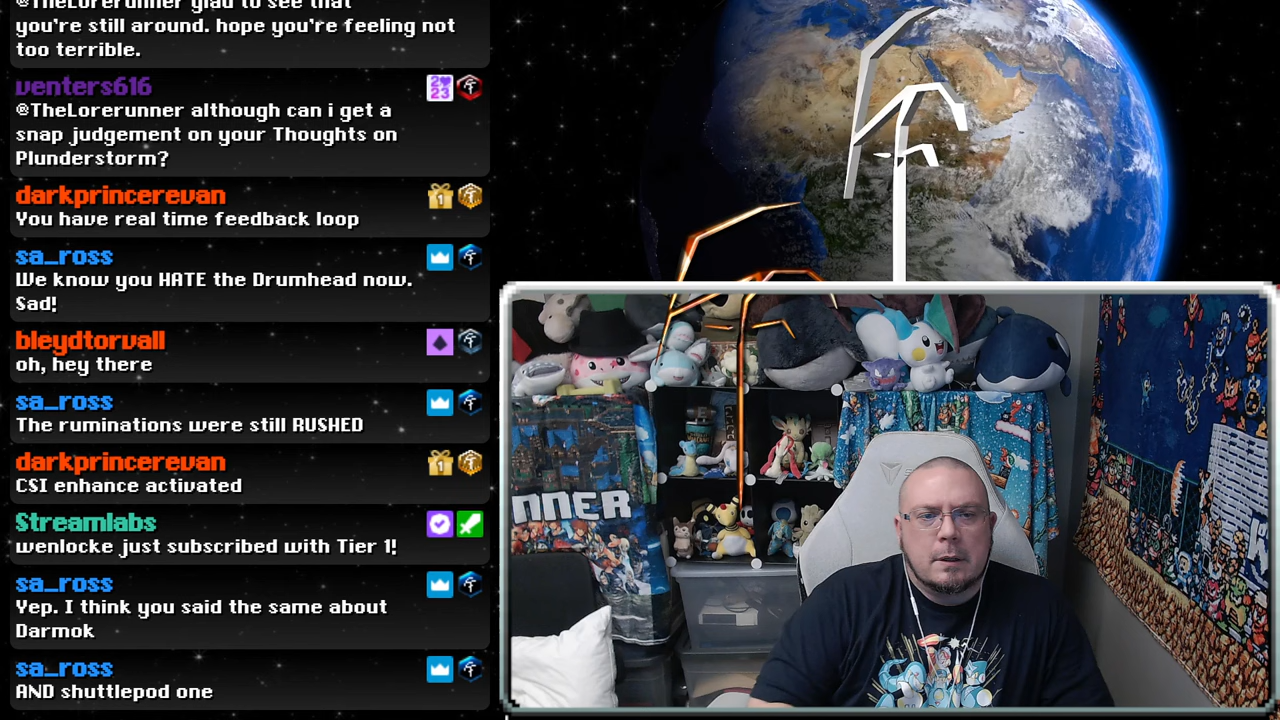 @TheLorerunner glad to see that
you're still around. hope you're feeling not
too terrible.
venters616
@TheLorerunner although can i get a
snap judgement on your Thoughts on
Plunderstorm?
darkprincerevan
You have real time feedback loop
sa_ross
We know you HATE the Drumhead now.
Sad!
bleydtorvall
oh, hey there
sa_ross
The ruminations were still RUSHED
darkprincerevan
CSI enhance activated
Streamlabs
wenlocke just subscribed with Tier 1!
sa_ross
Yep. I think you said the same about
Darmok
sa_ross
AND shuttlepod one
NNER